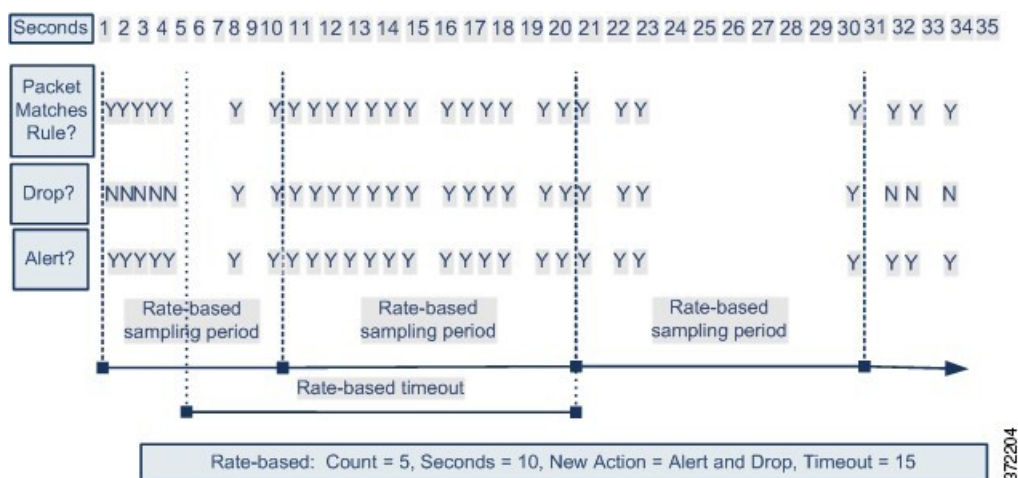 Seconds 1 2 3 4 5 6 7 8 9 10 11 12 13 14 15 16 17 18 19 20 21 22 23 24 25 26 27 28 29 30 31 32 33 34 35
Packet
Matches
Rule?
YYYYY Y Y Y Y Y Y Y Y Y Y Y Y Y Y Y Y Y Y Y Y Y Y Y
Drop?
NNNNN Y Y Y Y Y Y Y Y Y Y Y Y Y Y Y Y Y Y Y Y N N N
Alert?
YYYYY Y Y Y Y Y Y Y Y Y Y Y Y Y Y Y Y Y Y Y Y Y Y Y
Rate-based
sampling period
Rate-based
sampling period
Rate-based
sampling period
Rate-based timeout
Rate-based: Count = 5, Seconds = 10, New Action = Alert and Drop, Timeout = 15
372204